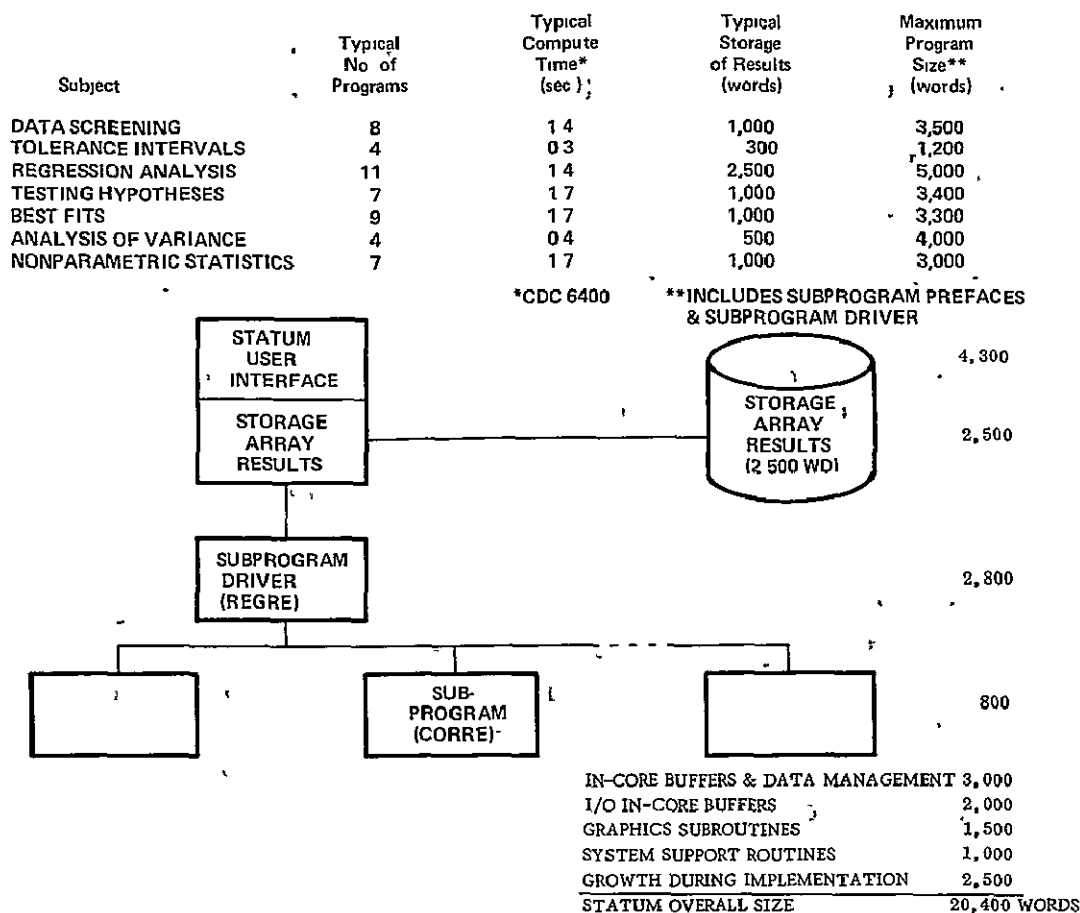 Subject Typical No of Programs Typical Compute Time* (sec) Typical Storage of Results (words) Maximum Program Size** (words)
DATA SCREENING 8 1 4 1,000 3,500
TOLERANCE INTERVALS 4 0 3 300 1,200
REGRESSION ANALYSIS 11 1 4 2,500 5,000
TESTING HYPOTHESES 7 1 7 1,000 3,400
BEST FITS 9 1 7 1,000 3,300
ANALYSIS OF VARIANCE 4 0 4 500 4,000
NONPARAMETRIC STATISTICS 7 1 7 1,000 3,000
*CDC 6400 **INCLUDES SUBPROGRAM PREFACES
& SUBPROGRAM DRIVER
STATUM
USER
INTERFACE
4,300
STORAGE
ARRAY
RESULTS
STORAGE
ARRAY
RESULTS
(2 500 WD)
2,500
SUBPROGRAM
DRIVER
(REGRE)
2,800
SUB-
PROGRAM
(CORRE)
800
IN-CORE BUFFERS & DATA MANAGEMENT 3,000
I/O IN-CORE BUFFERS 2,000
GRAPHICS SUBROUTINES 1,500
SYSTEM SUPPORT ROUTINES 1,000
GROWTH DURING IMPLEMENTATION 2,500
STATUM OVERALL SIZE 20,400 WORDS